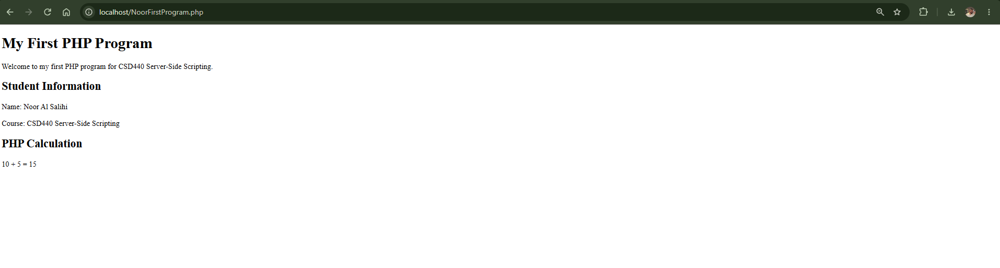 localhost/NoorFirstProgram.php
My First PHP Program
Welcome to my first PHP program for CSD440 Server-Side Scripting.
Student Information
Name: Noor Al Salihi
Course: CSD440 Server-Side Scripting
PHP Calculation
10 + 5 = 15